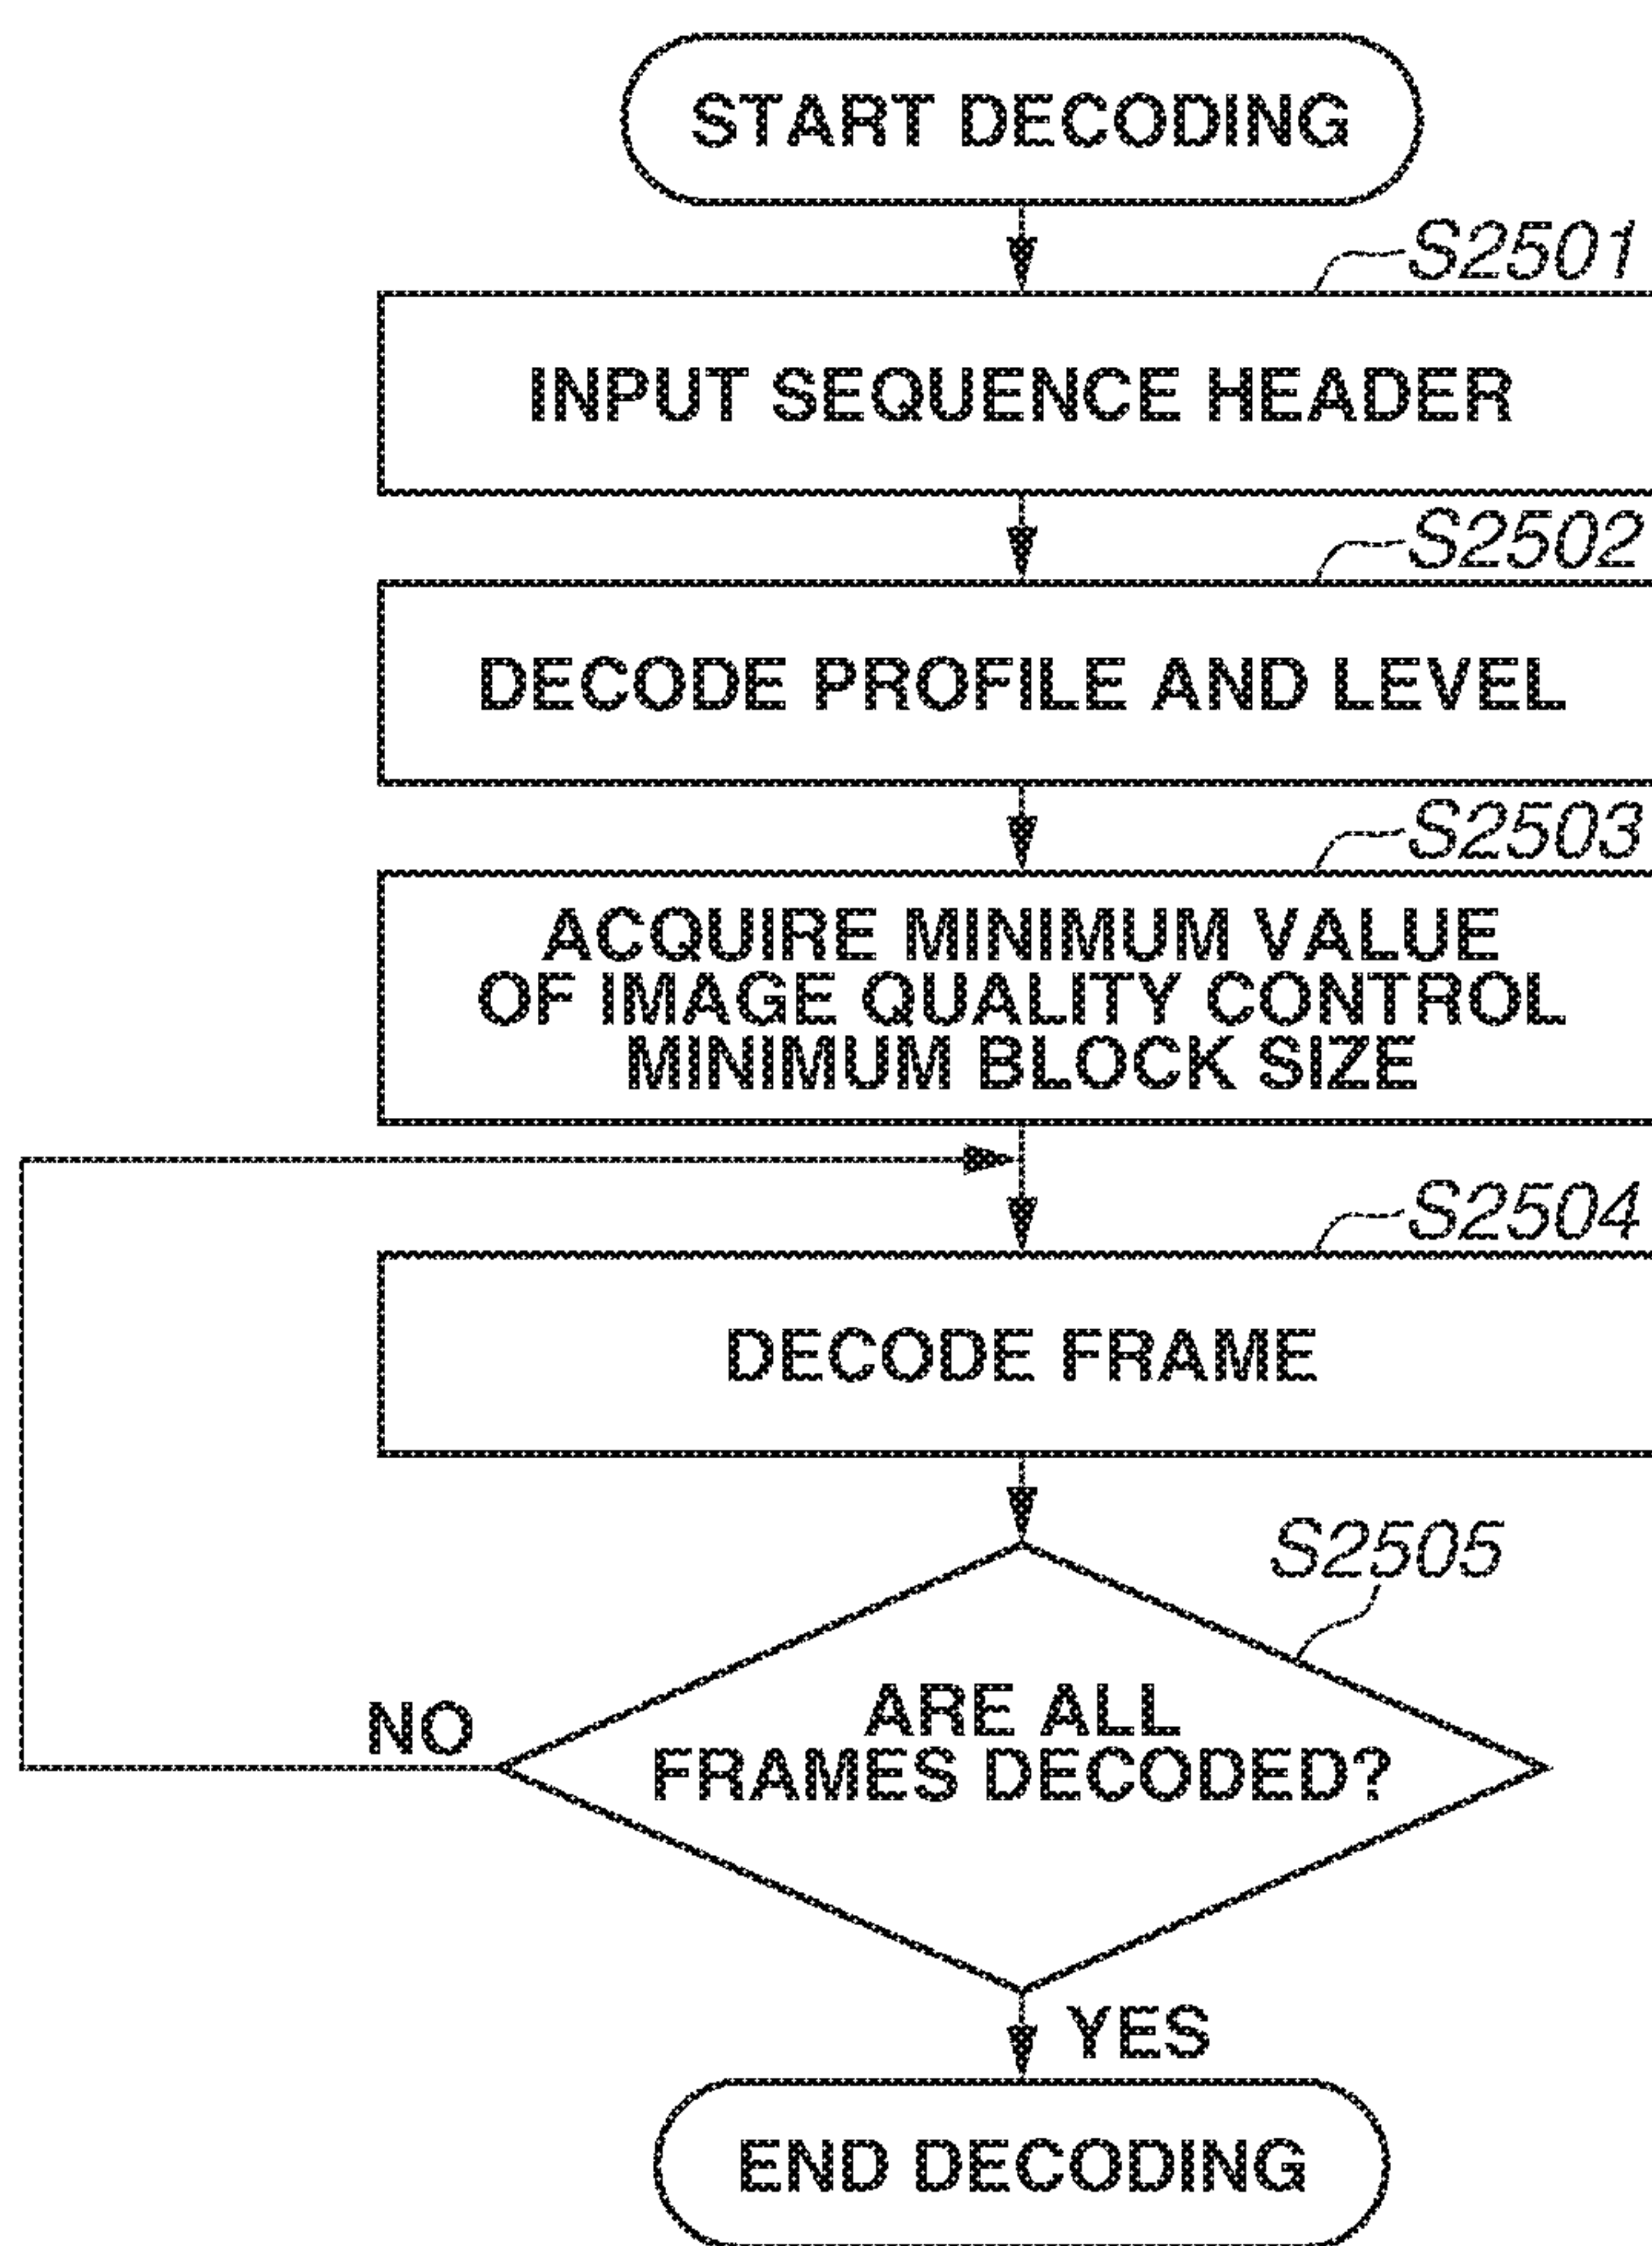 START DECODING
S2501
INPUT SEQUENCE HEADER
S2502
DECODE PROFILE AND LEVEL
S2503
ACQUIRE MINIMUM VALUE
OF IMAGE QUALITY CONTROL
MINIMUM BLOCK SIZE
S2504
DECODE FRAME
S2505
ARE ALL
FRAMES DECODED?
NO
YES
END DECODING